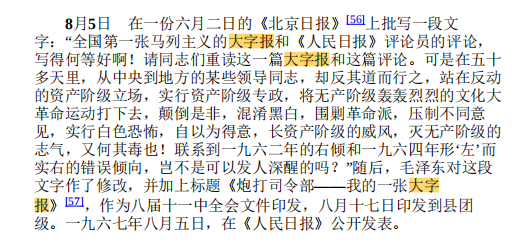 8月5日　在一份六月二日的《北京日报》[56]上批写一段文
字：“全国第一张马列主义的大字报和《人民日报》评论员的评论，
写得何等好啊！请同志们重读这一篇大字报和这篇评论。可是在五十
多天里，从中央到地方的某些领导同志，却反其道而行之，站在反动
的资产阶级立场，实行资产阶级专政，将无产阶级轰轰烈烈的文化大
革命运动打下去，颠倒是非，混淆黑白，围剿革命派，压制不同意
见，实行白色恐怖，自以为得意，长资产阶级的威风，灭无产阶级的
志气，又何其毒也！联系到一九六二年的右倾和一九六四年形‘左’而
实右的错误倾向，岂不是可以发人深醒的吗？”随后，毛泽东对这段
文字作了修改，并加上标题《炮打司令部——我的一张大字
报》[57]，作为八届十一中全会文件印发，八月十七日印发到县团
级。一九六七年八月五日，在《人民日报》公开发表。